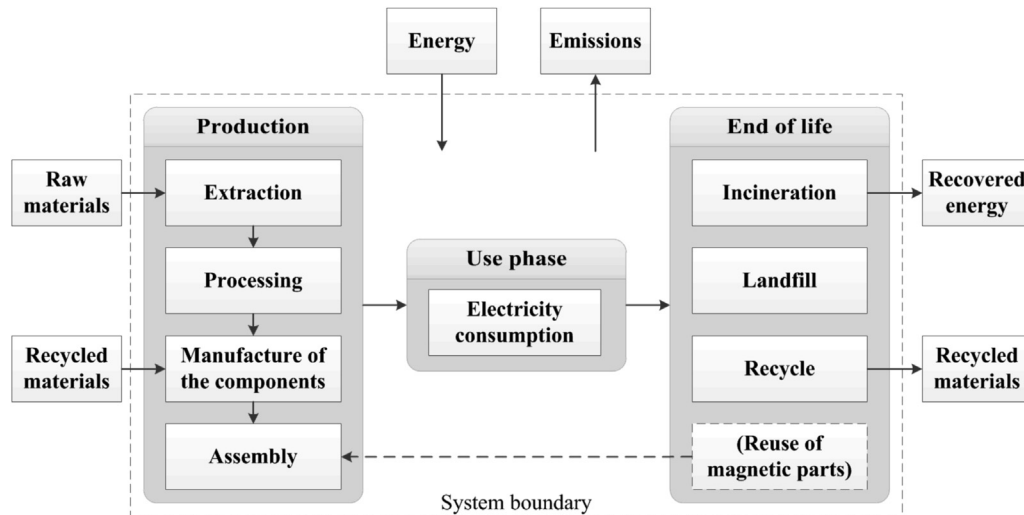 Energy
Emissions
Production
End of life
Raw
materials
Extraction
Incineration
Recovered
energy
Use phase
Processing
Electricity
consumption
Landfill
Recycled
materials
Manufacture of
the components
Recycle
Recycled
materials
Assembly
(Reuse of
magnetic parts)
System boundary